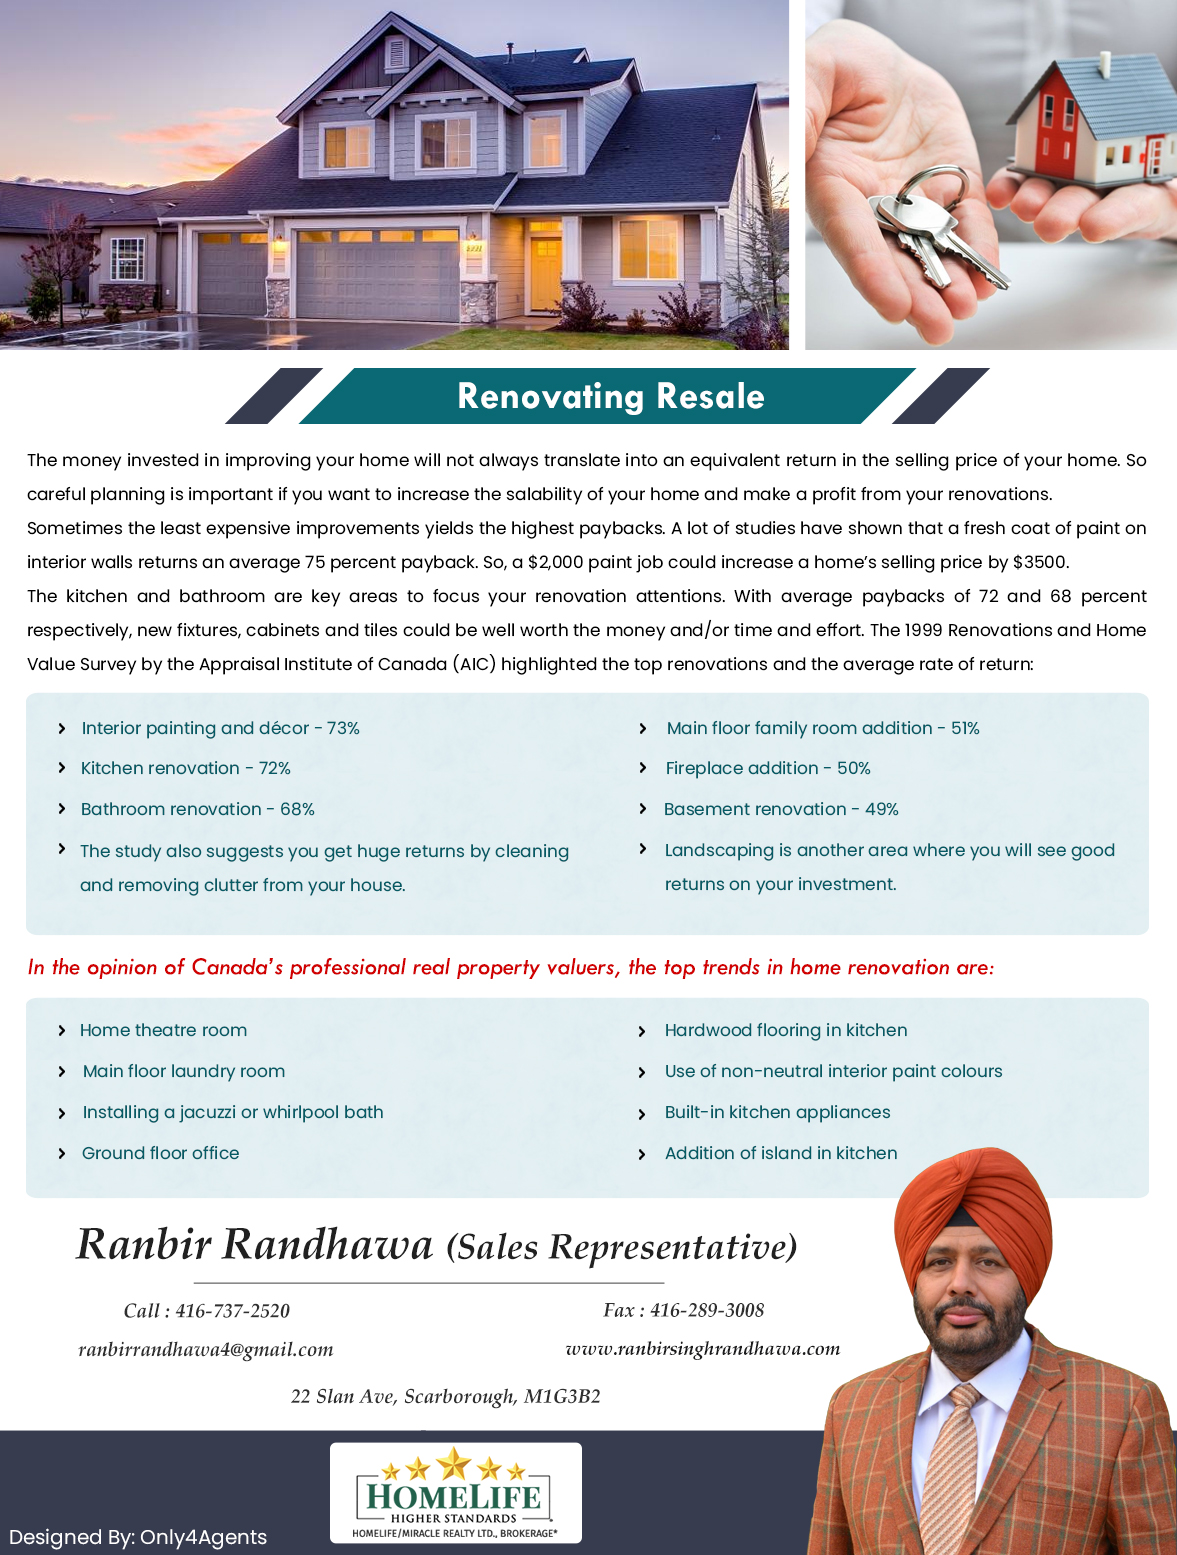 Renovating Resale
The money invested in improving your home will not always translate into an equivalent return in the selling price of your home. So
careful planning is important if you want to increase the salability of your home and make a profit from your renovations.
Sometimes the least expensive improvements yields the highest paybacks. A lot of studies have shown that a fresh coat of paint on
interior walls returns an average 75 percent payback. So, a $2,000 paint job could increase a home's selling price by $3500.
The kitchen and bathroom are key areas to focus your renovation attentions. With average paybacks of 72 and 68 percent
respectively, new fixtures, cabinets and tiles could be well worth the money and/or time and effort. The 1999 Renovations and Home
Value Survey by the Appraisal Institute of Canada (AIC) highlighted the top renovations and the average rate of return:
Interior painting and décor - 73%
Kitchen renovation - 72%
Bathroom renovation - 68%
The study also suggests you get huge returns by cleaning
and removing clutter from your house.
Main floor family room addition - 51%
Fireplace addition - 50%
Basement renovation - 49%
Landscaping is another area where you will see good
returns on your investment.
In the opinion of Canada's professional real property valuers, the top trends in home renovation are:
Home theatre room
Main floor laundry room
Installing a jacuzzi or whirlpool bath
Ground floor office
Hardwood flooring in kitchen
Use of non-neutral interior paint colours
Built-in kitchen appliances
Addition of island in kitchen
Ranbir Randhawa (Sales Representative)
Call : 416-737-2520
Fax : 416-289-3008
ranbirrandhawa4@gmail.com
www.ranbirsinghrandhawa.com
22 Slan Ave, Scarborough, M1G3B2
HOMELIFE
HIGHER STANDARDS
HOMELIFE/MIRACLE REALTY LTD., BROKERAGE*
Designed By: Only4Agents